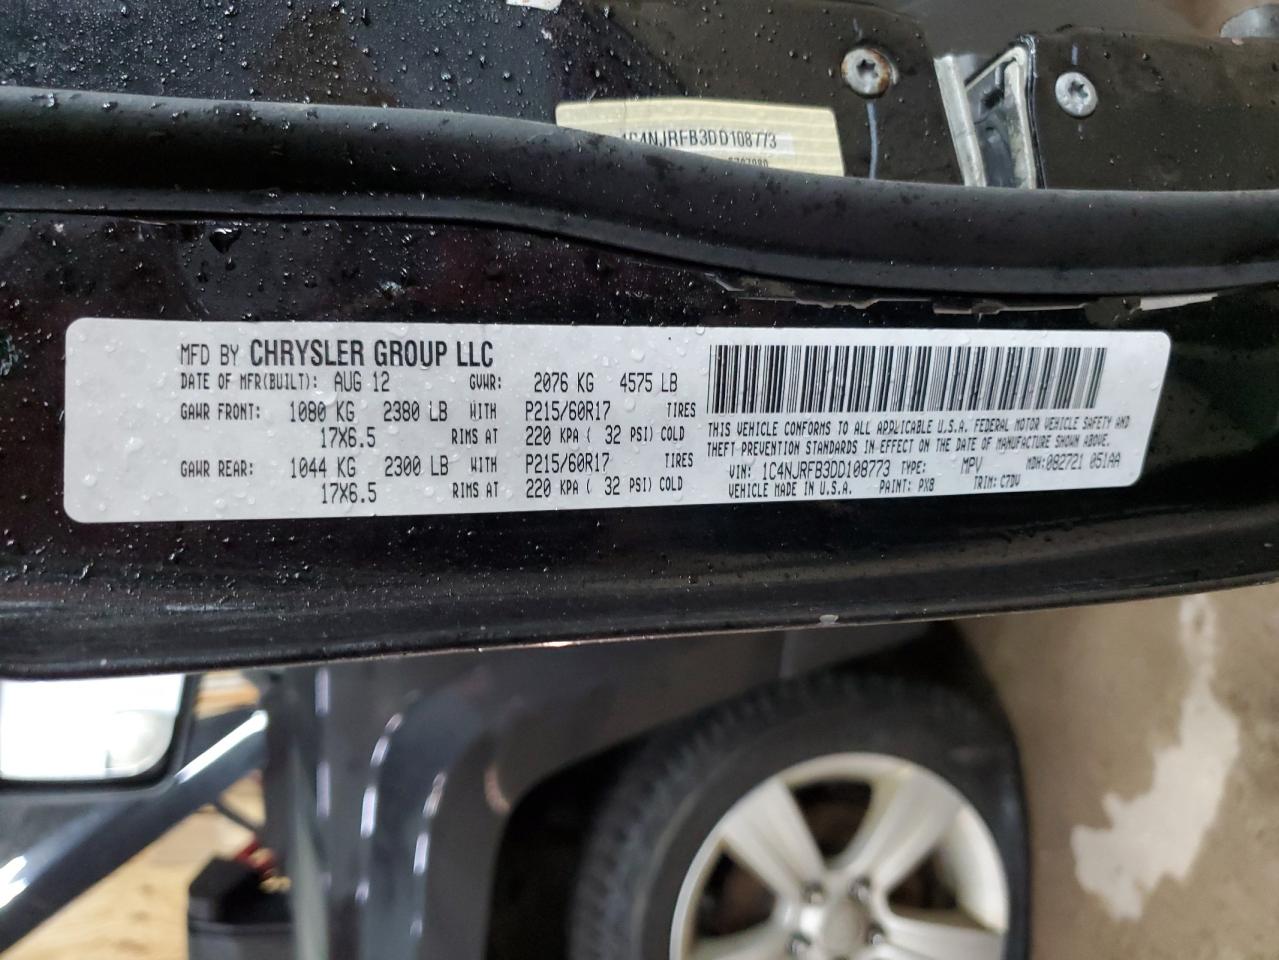 1C4NJRFB3DD108773
MFD BY CHRYSLER GROUP LLC
DATE OF MFR(BUILT): AUG 12 GVWR: 2076 KG 4575 LB
GAWR FRONT: 1080 KG 2380 LB WITH P215/60R17 TIRES
17X6.5 RIMS AT 220 KPA ( 32 PSI) COLD
GAWR REAR: 1044 KG 2300 LB WITH P215/60R17 TIRES
17X6.5 RIMS AT 220 KPA ( 32 PSI) COLD
THIS VEHICLE CONFORMS TO ALL APPLICABLE U.S.A. FEDERAL MOTOR VEHICLE SAFETY AND
THEFT PREVENTION STANDARDS IN EFFECT ON THE DATE OF MANUFACTURE SHOWN ABOVE.
VIN: 1C4NJRFB3DD108773 TYPE: MPV MDH:082721 051AA
VEHICLE MADE IN U.S.A. PAINT: PX8 TRIM: C7DV